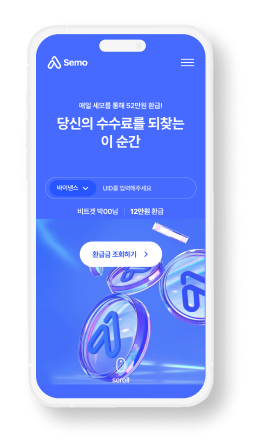 Semo
매일 세모를 통해 52만원 환급!
당신의 수수료를 되찾는
이 순간
바이낸스 UID를 입력해주세요
비트겟 박00님 | 12만원 환급
환급금 조회하기
scroll